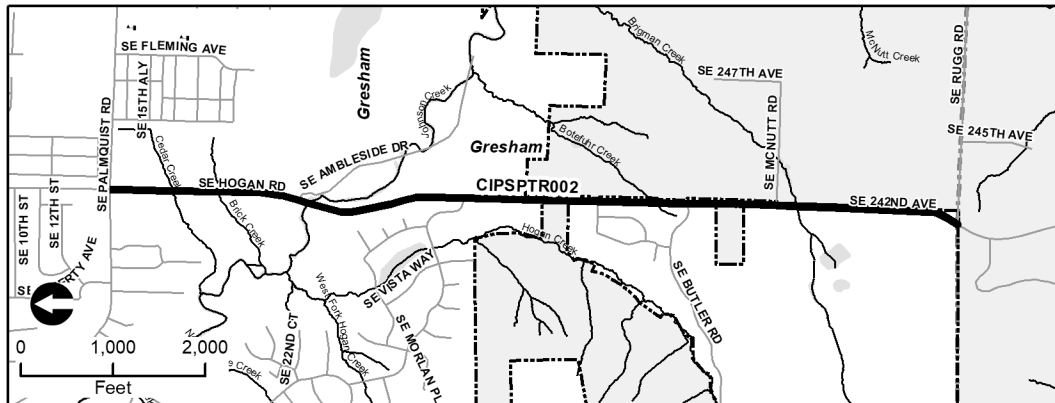 SE FLEMING AVE
SE 15TH ALY
SE PALMQUIST RD
Gresham
Johnson Creek
Brigman Creek
McNutt Creek
SE 247TH AVE
SE RUGG RD
SE MCNUTT RD
SE 245TH AVE
Cedar Creek
SE AMBLESIDE DR
Gresham
Botefuhr Creek
SE HOGAN RD
CIPSPTR002
SE 242ND AVE
SE 10TH ST
SE 12TH ST
Brick Creek
Hogan Creek
SE VISTA WAY
West Fork Hogan Creek
SE BUTLER RD
SE 22ND CT
SE MORLAN PL
0 1,000 2,000
Feet